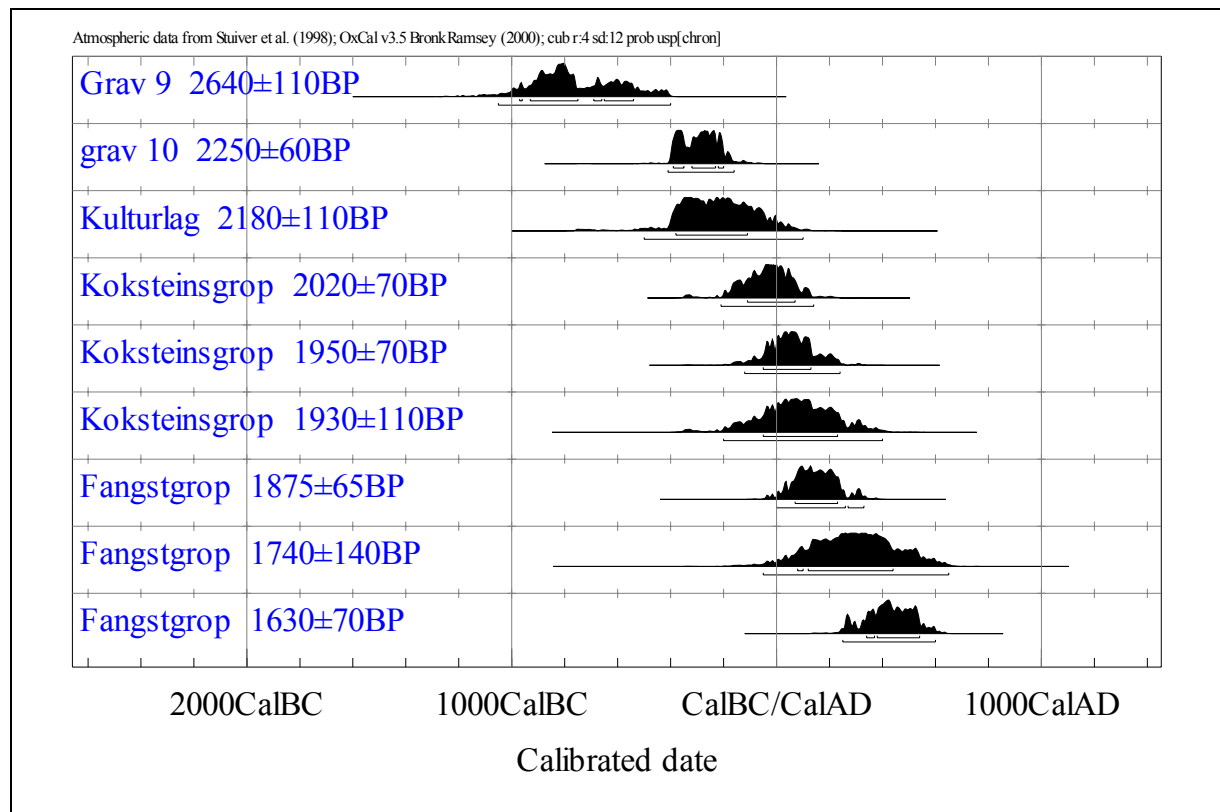 Atmospheric data from Stuiver et al. (1998); OxCal v3.5 Bronk Ramsey (2000); cub r:4 sd:12 prob usp[chron]
Grav 9 2640±110BP
grav 10 2250±60BP
Kulturlag 2180±110BP
Koksteinsgrop 2020±70BP
Koksteinsgrop 1950±70BP
Koksteinsgrop 1930±110BP
Fangstgrop 1875±65BP
Fangstgrop 1740±140BP
Fangstgrop 1630±70BP
2000CalBC 1000CalBC CalBC/CalAD 1000CalAD
Calibrated date